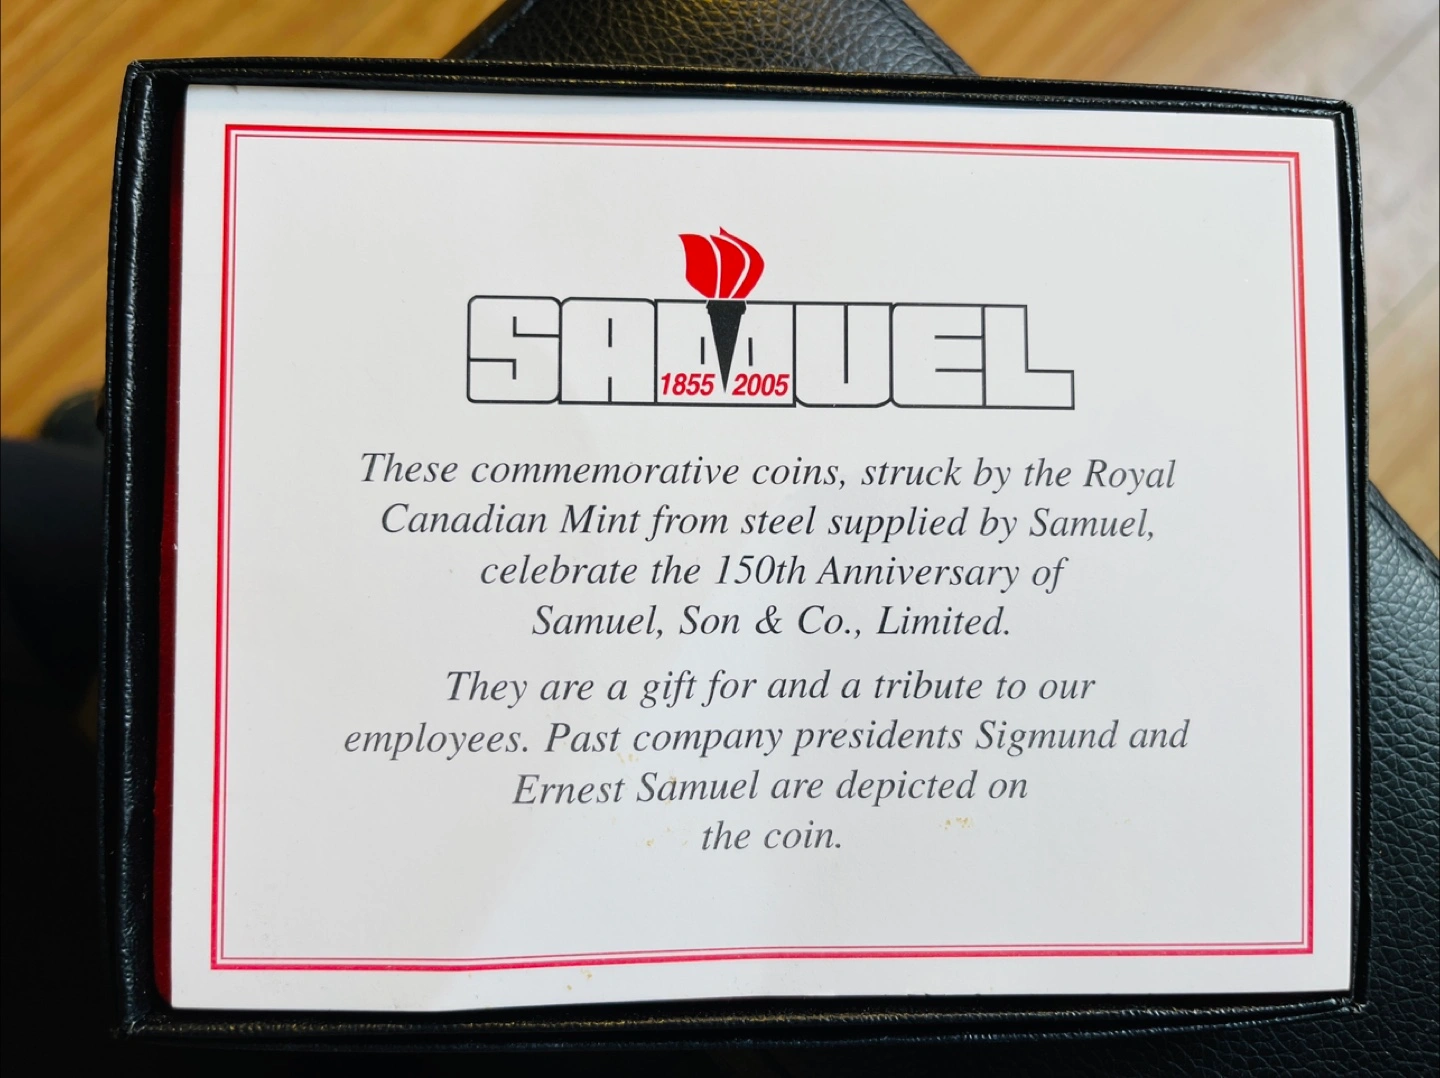 SAMUEL
1855 2005
These commemorative coins, struck by the Royal
Canadian Mint from steel supplied by Samuel,
celebrate the 150th Anniversary of
Samuel, Son & Co., Limited.
They are a gift for and a tribute to our
employees. Past company presidents Sigmund and
Ernest Samuel are depicted on
the coin.